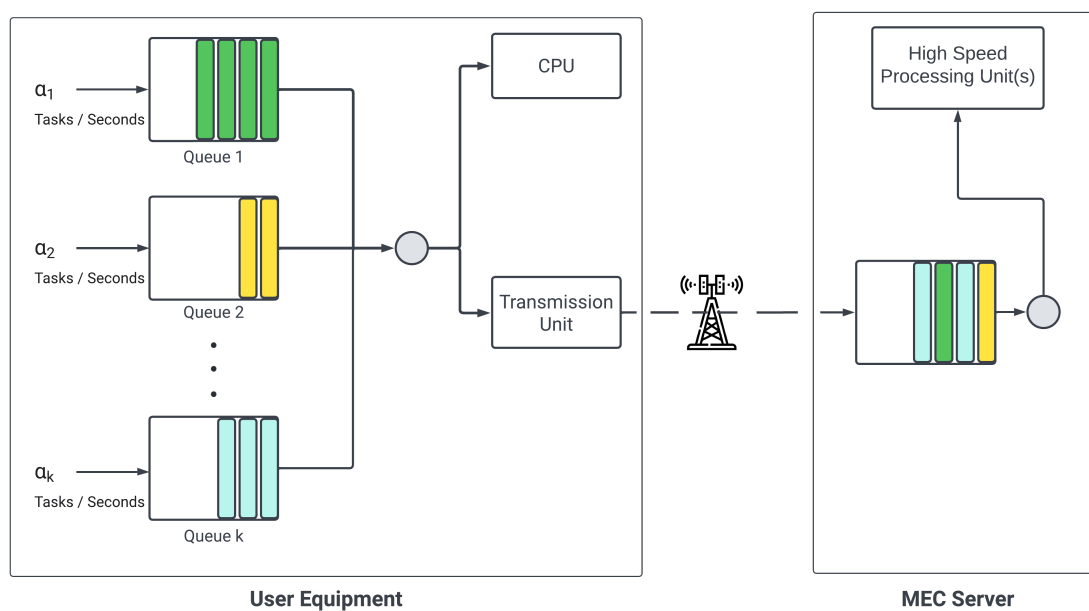 α1
Tasks / Seconds
Queue 1
α2
Tasks / Seconds
Queue 2
αk
Tasks / Seconds
Queue k
CPU
Transmission
Unit
User Equipment
High Speed
Processing Unit(s)
MEC Server